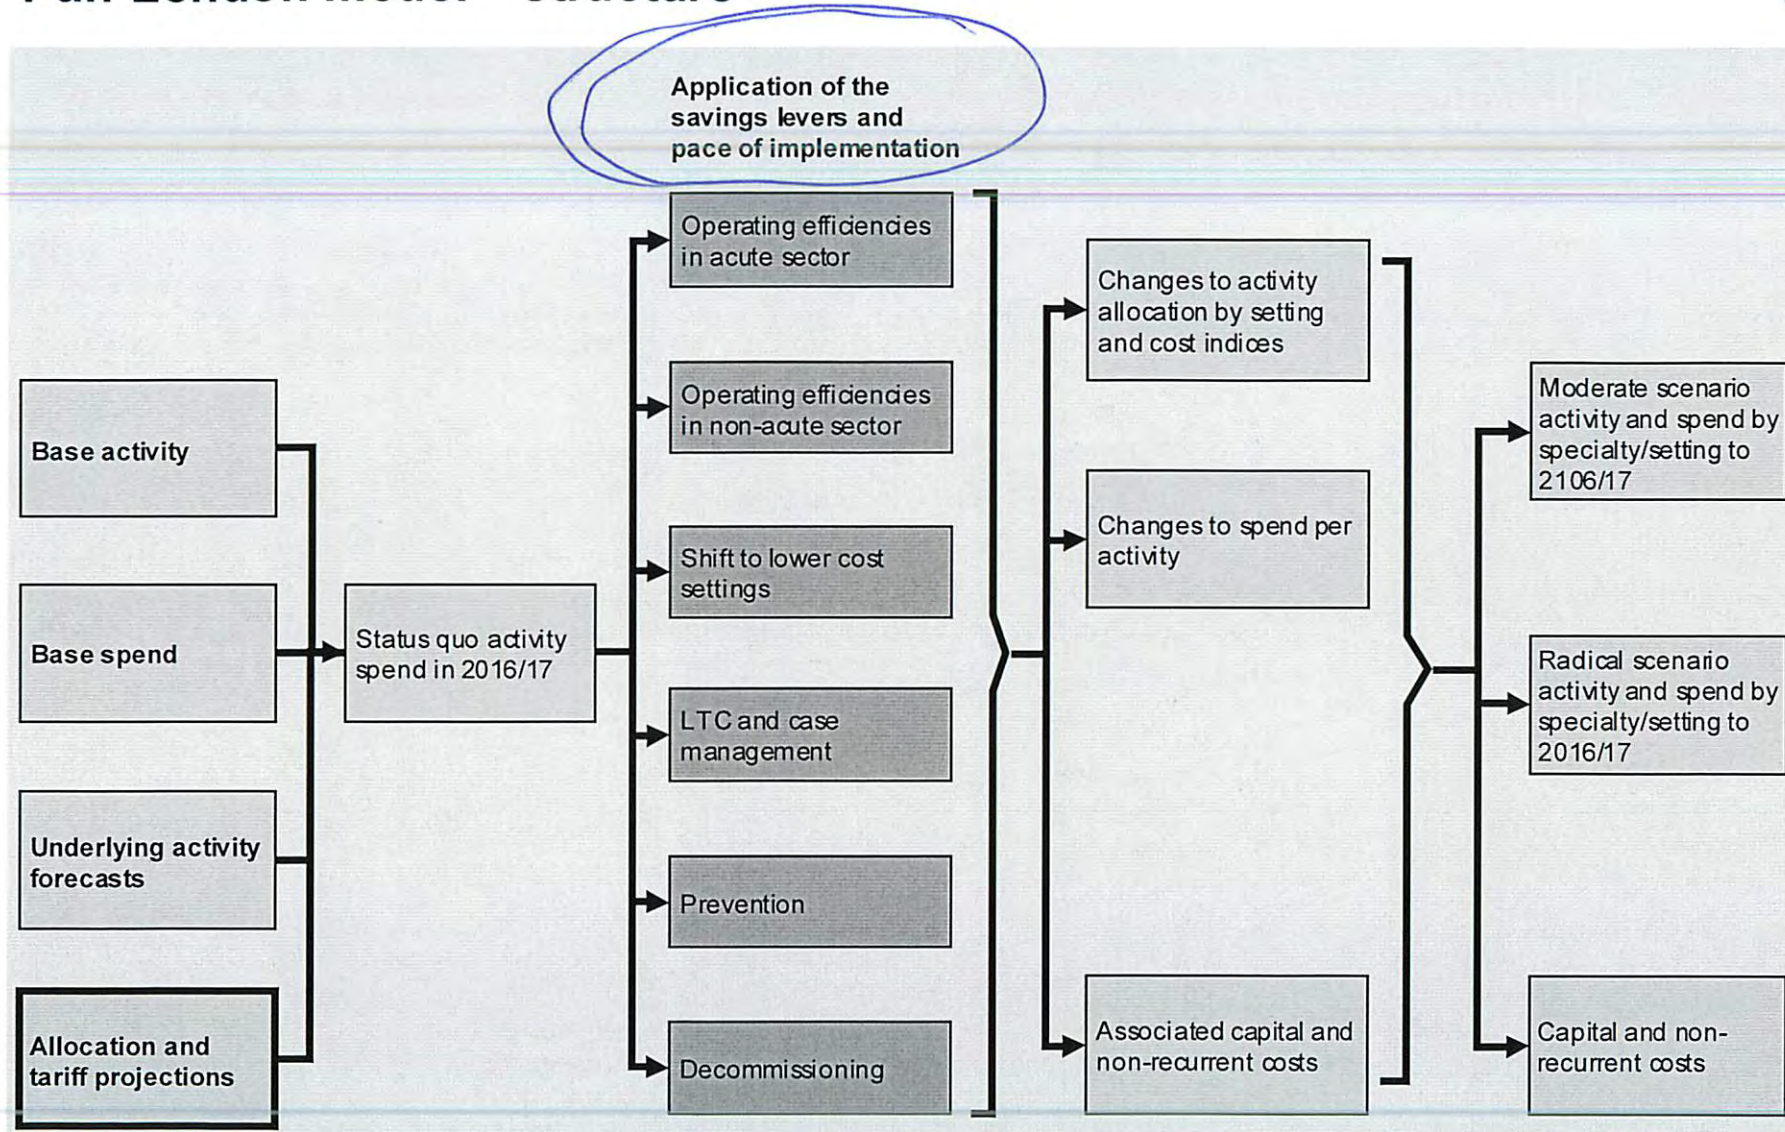 Application of the
savings levers and
pace of implementation
Base activity
Base spend
Underlying activity
forecasts
Allocation and
tariff projections
Status quo activity
spend in 2016/17
Operating efficiencies
in acute sector
Operating efficiencies
in non-acute sector
Shift to lower cost
settings
LTC and case
management
Prevention
Decommissioning
Changes to activity
allocation by setting
and cost indices
Changes to spend per
activity
Associated capital and
non-recurrent costs
Moderate scenario
activity and spend by
specialty/setting to
2106/17
Radical scenario
activity and spend by
specialty/setting to
2016/17
Capital and non-
recurrent costs